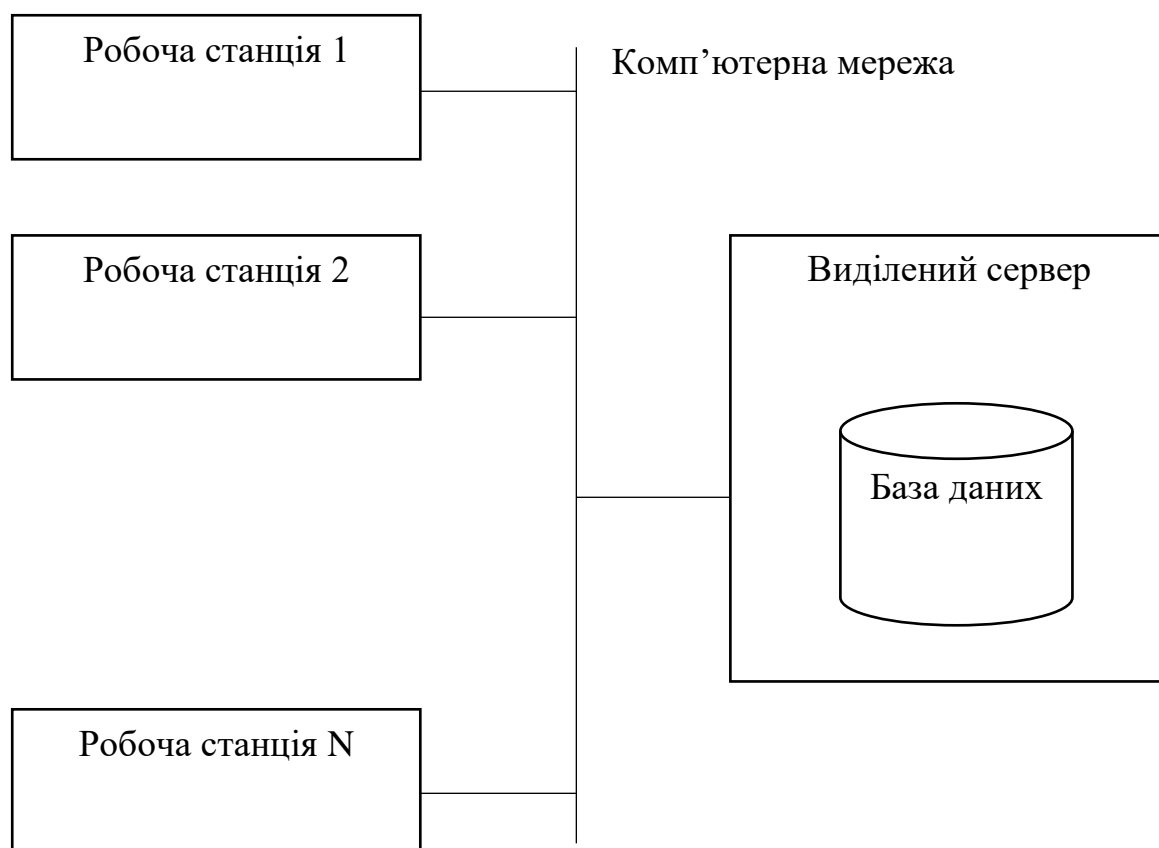 Робоча станція 1
Комп’ютерна мережа
Робоча станція 2
Виділений сервер
База даних
Робоча станція N